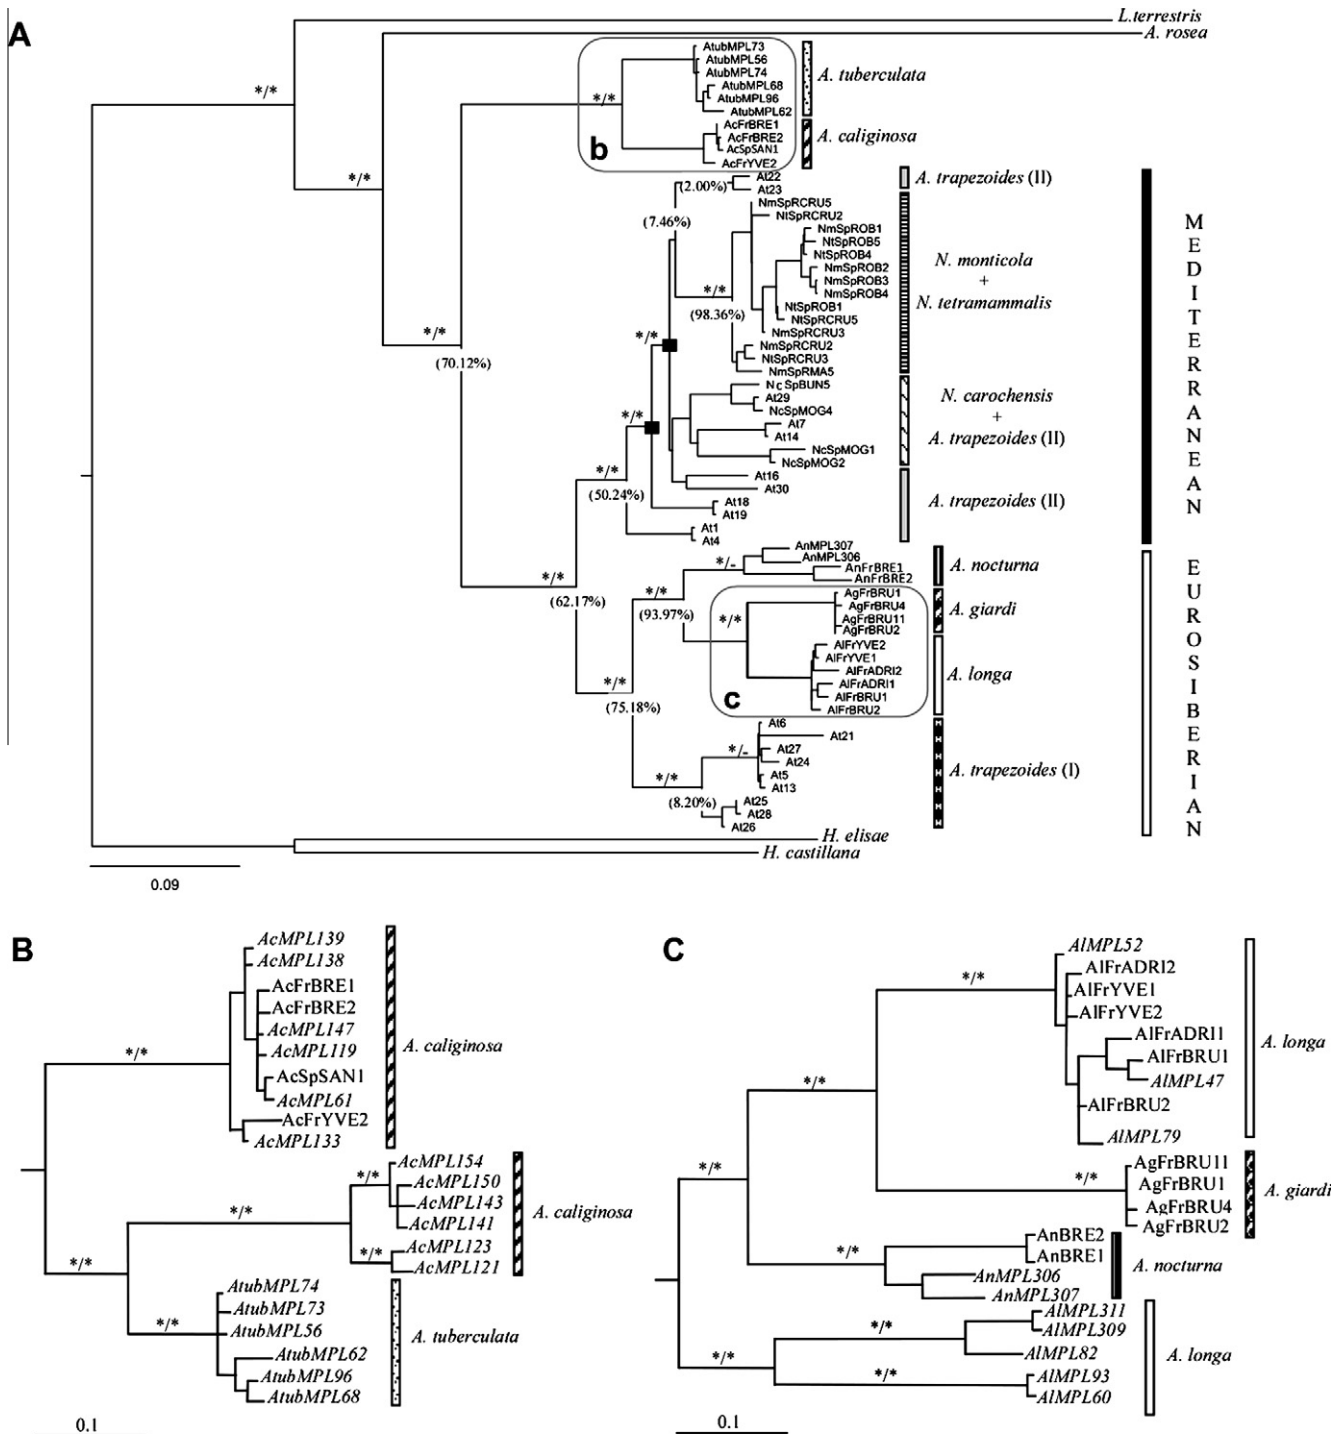 A
L.terrestris
A. rosea
*/*
AtubMPL73
AtubMPL56
AtubMPL74
AtubMPL68
AtubMPL96
AtubMPL62
A. tuberculata
*/*
AcFrBRE1
AcFrBRE2
AcSpSAN1
AcFrYVE2
A. caliginosa
b
*/*
At22
At23
(2.00%)
A. trapezoides (II)
(7.46%)
NmSpRCRU5
NtSpRCRU2
NmSpROB1
NtSpROB5
NtSpROB4
NmSpROB2
NmSpROB3
NmSpROB4
NtSpROB1
NtSpRCRU5
NmSpRCRU3
NmSpRCRU2
NtSpRCRU3
NmSpRMA5
N. monticola
+
N. tetramammalis
*/*
(98.36%)
*/*
*/*
(70.12%)
NcSpBUN5
At29
NcSpMOG4
At7
At14
NcSpMOG1
NcSpMOG2
N. carochensis
+
A. trapezoides (II)
*/*
*/*
(50.24%)
At16
At30
At18
At19
At1
At4
A. trapezoides (II)
MEDITERRANEAN
*/*
(62.17%)
AnMPL307
AnMPL306
AnFrBRE1
AnFrBRE2
A. nocturna
*/-
*/*
(93.97%)
AgFrBRU1
AgFrBRU4
AgFrBRU11
AgFrBRU2
A. giardi
*/*
AlFrYVE2
AlFrYVE1
AlFrADRI2
AlFrADRI1
AlFrBRU1
AlFrBRU2
A. longa
c
*/*
(75.18%)
At6
At21
At27
At24
At5
At13
At25
At28
At26
A. trapezoides (I)
*/-
*/*
(8.20%)
EUROSIBERIAN
H. elisae
H. castillana
0.09
B
AcMPL139
AcMPL138
AcFrBRE1
AcFrBRE2
AcMPL147
AcMPL119
AcSpSAN1
AcMPL61
AcFrYVE2
AcMPL133
A. caliginosa
*/*
AcMPL154
AcMPL150
AcMPL143
AcMPL141
AcMPL123
AcMPL121
A. caliginosa
*/*
*/*
*/*
*/*
AtubMPL74
AtubMPL73
AtubMPL56
AtubMPL62
AtubMPL96
AtubMPL68
A. tuberculata
*/*
0.1
C
AlMPL52
AlFrADRI2
AlFrYVE1
AlFrYVE2
AlFrADRI1
AlFrBRU1
AlMPL47
AlFrBRU2
AlMPL79
A. longa
*/*
*/*
AgFrBRU11
AgFrBRU1
AgFrBRU4
AgFrBRU2
A. giardi
*/*
*/*
AnBRE2
AnBRE1
AnMPL306
AnMPL307
A. nocturna
*/*
AlMPL311
AlMPL309
AlMPL82
AlMPL93
AlMPL60
A. longa
*/*
*/*
*/*
0.1